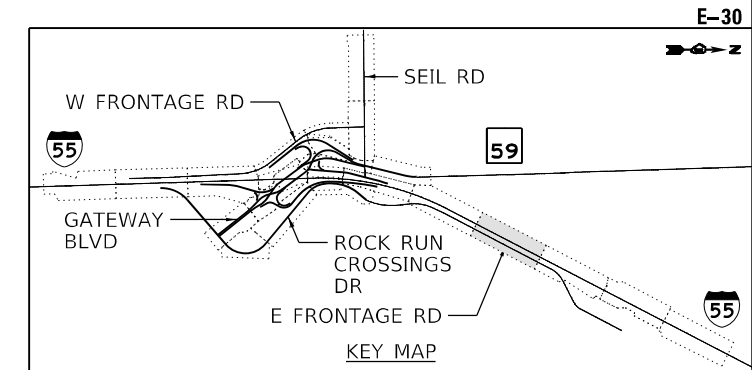 E-30
Z
SEIL RD
W FRONTAGE RD
55
59
GATEWAY
BLVD
ROCK RUN
CROSSINGS
DR
E FRONTAGE RD
55
KEY MAP